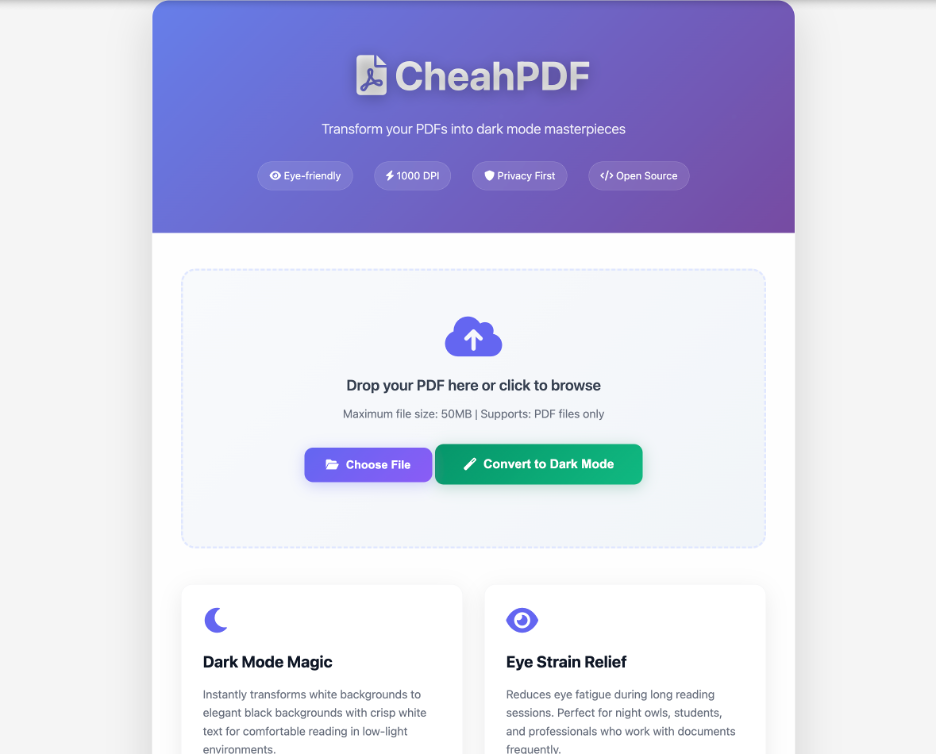 CheahPDF
Transform your PDFs into dark mode masterpieces
Eye-friendly
1000 DPI
Privacy First
Open Source
Drop your PDF here or click to browse
Maximum file size: 50MB | Supports: PDF files only
Choose File
Convert to Dark Mode
Dark Mode Magic
Instantly transforms white backgrounds to
elegant black backgrounds with crisp white
text for comfortable reading in low-light
environments.
Eye Strain Relief
Reduces eye fatigue during long reading
sessions. Perfect for night owls, students,
and professionals who work with documents
frequently.